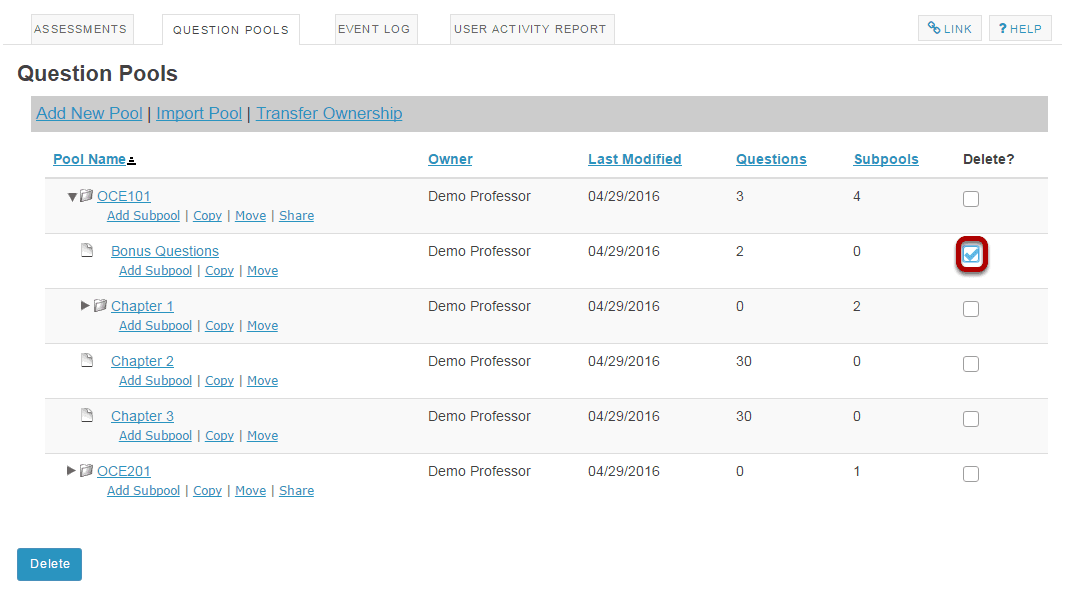 ASSESSMENTS QUESTION POOLS EVENT LOG USER ACTIVITY REPORT LINK ? HELP
Question Pools
Add New Pool | Import Pool | Transfer Ownership
Pool Name Owner Last Modified Questions Subpools Delete?
OCE101 Demo Professor 04/29/2016 3 4
Add Subpool | Copy | Move | Share
Bonus Questions Demo Professor 04/29/2016 2 0
Add Subpool | Copy | Move
Chapter 1 Demo Professor 04/29/2016 0 2
Add Subpool | Copy | Move
Chapter 2 Demo Professor 04/29/2016 30 0
Add Subpool | Copy | Move
Chapter 3 Demo Professor 04/29/2016 30 0
Add Subpool | Copy | Move
OCE201 Demo Professor 04/29/2016 0 1
Add Subpool | Copy | Move | Share
Delete